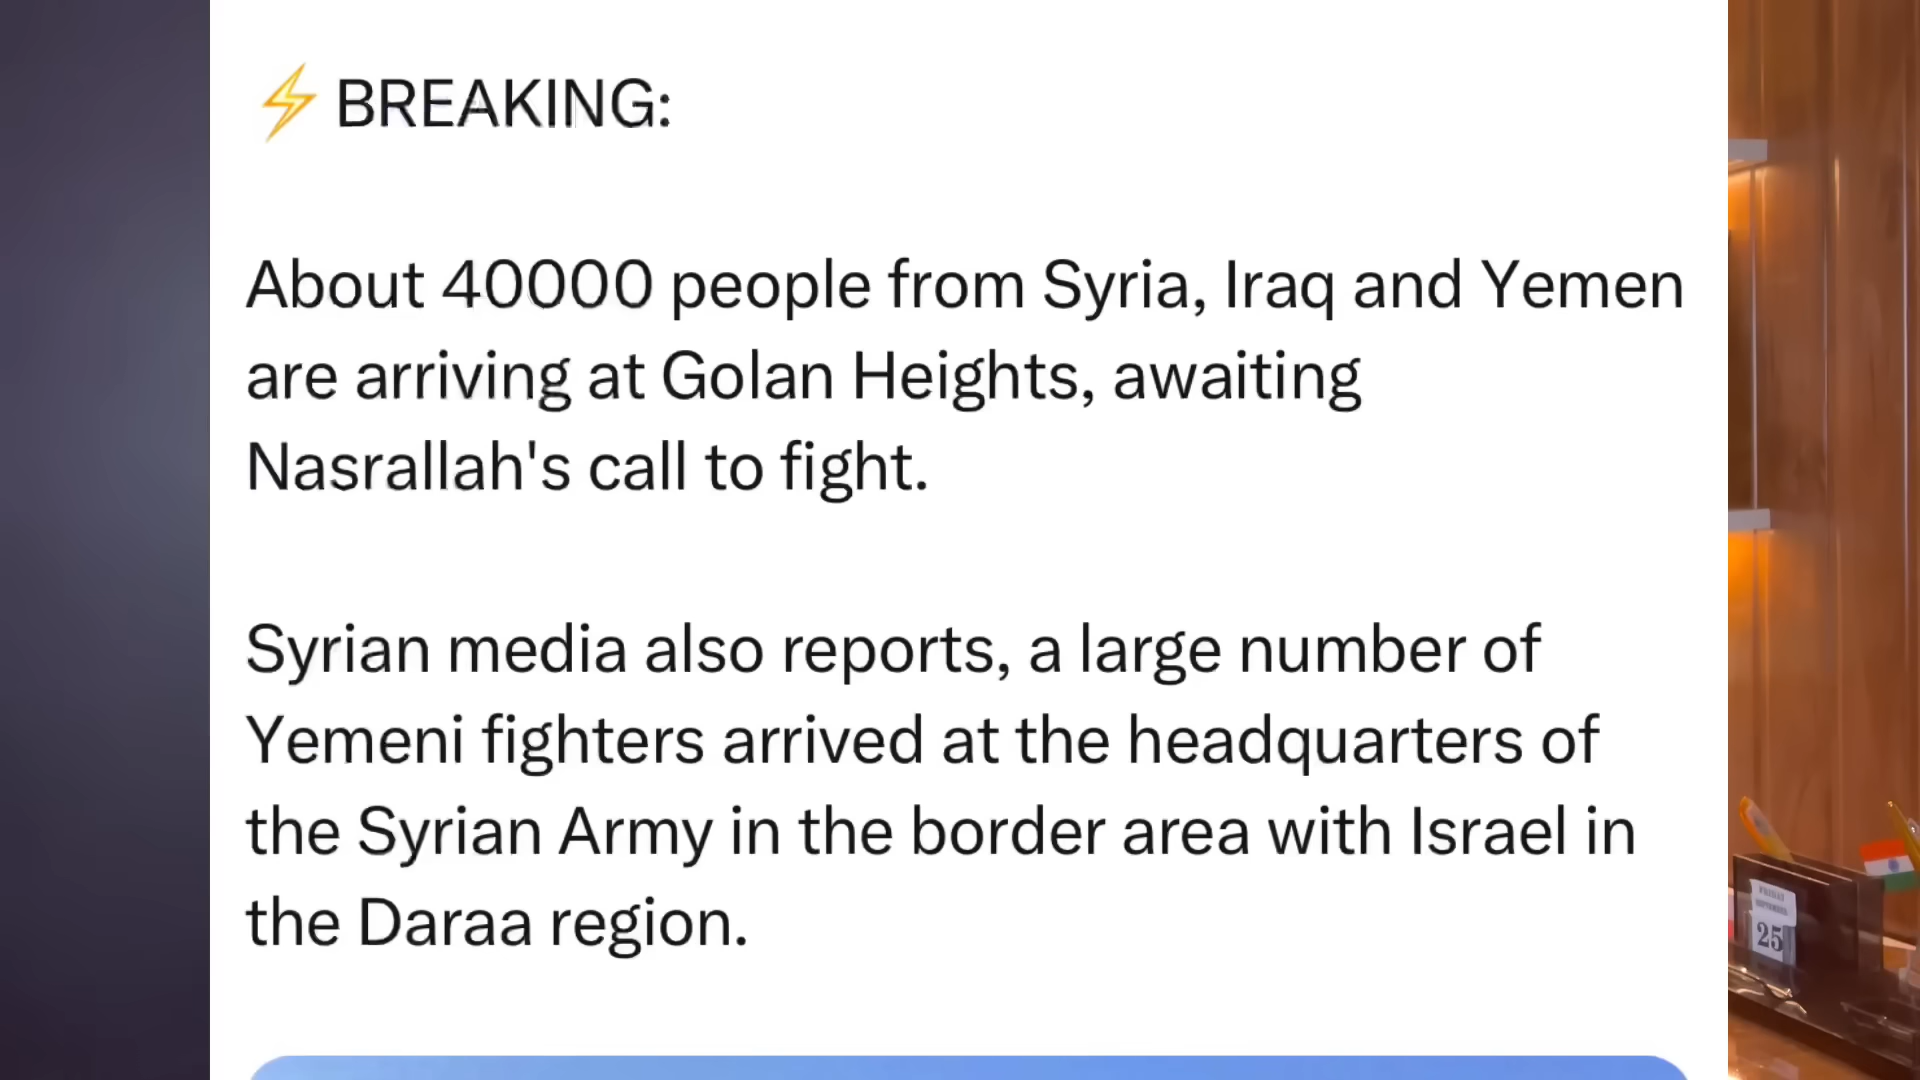 ⚡ BREAKING:
About 40000 people from Syria, Iraq and Yemen
are arriving at Golan Heights, awaiting
Nasrallah's call to fight.
Syrian media also reports, a large number of
Yemeni fighters arrived at the headquarters of
the Syrian Army in the border area with Israel in
the Daraa region.
25